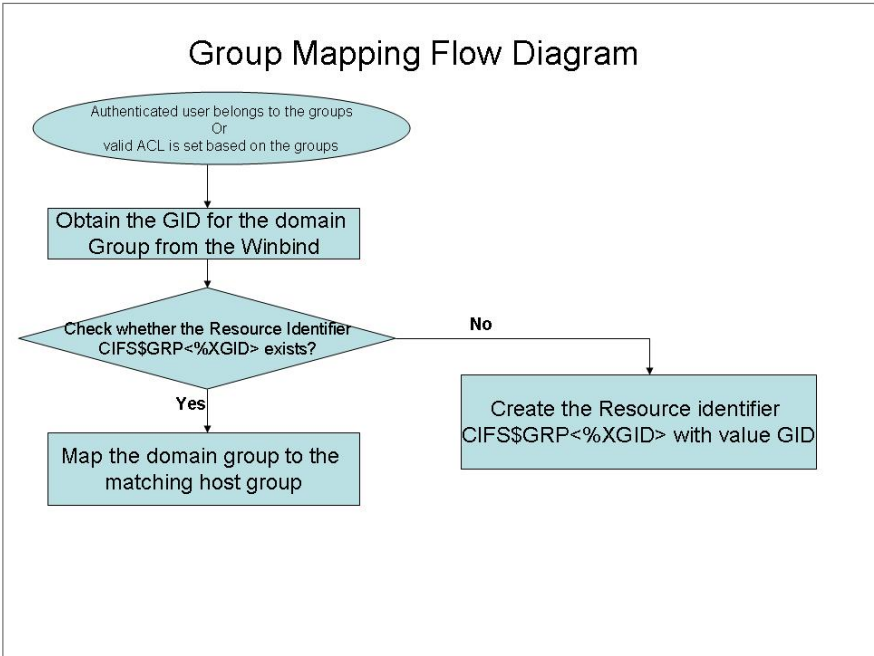 Group Mapping Flow Diagram
Authenticated user belongs to the groups
Or
valid ACL is set based on the groups
Obtain the GID for the domain
Group from the Winbind
Check whether the Resource Identifier
CIFS$GRP<%XGID> exists?
No
Yes
Create the Resource identifier
CIFS$GRP<%XGID> with value GID
Map the domain group to the
matching host group